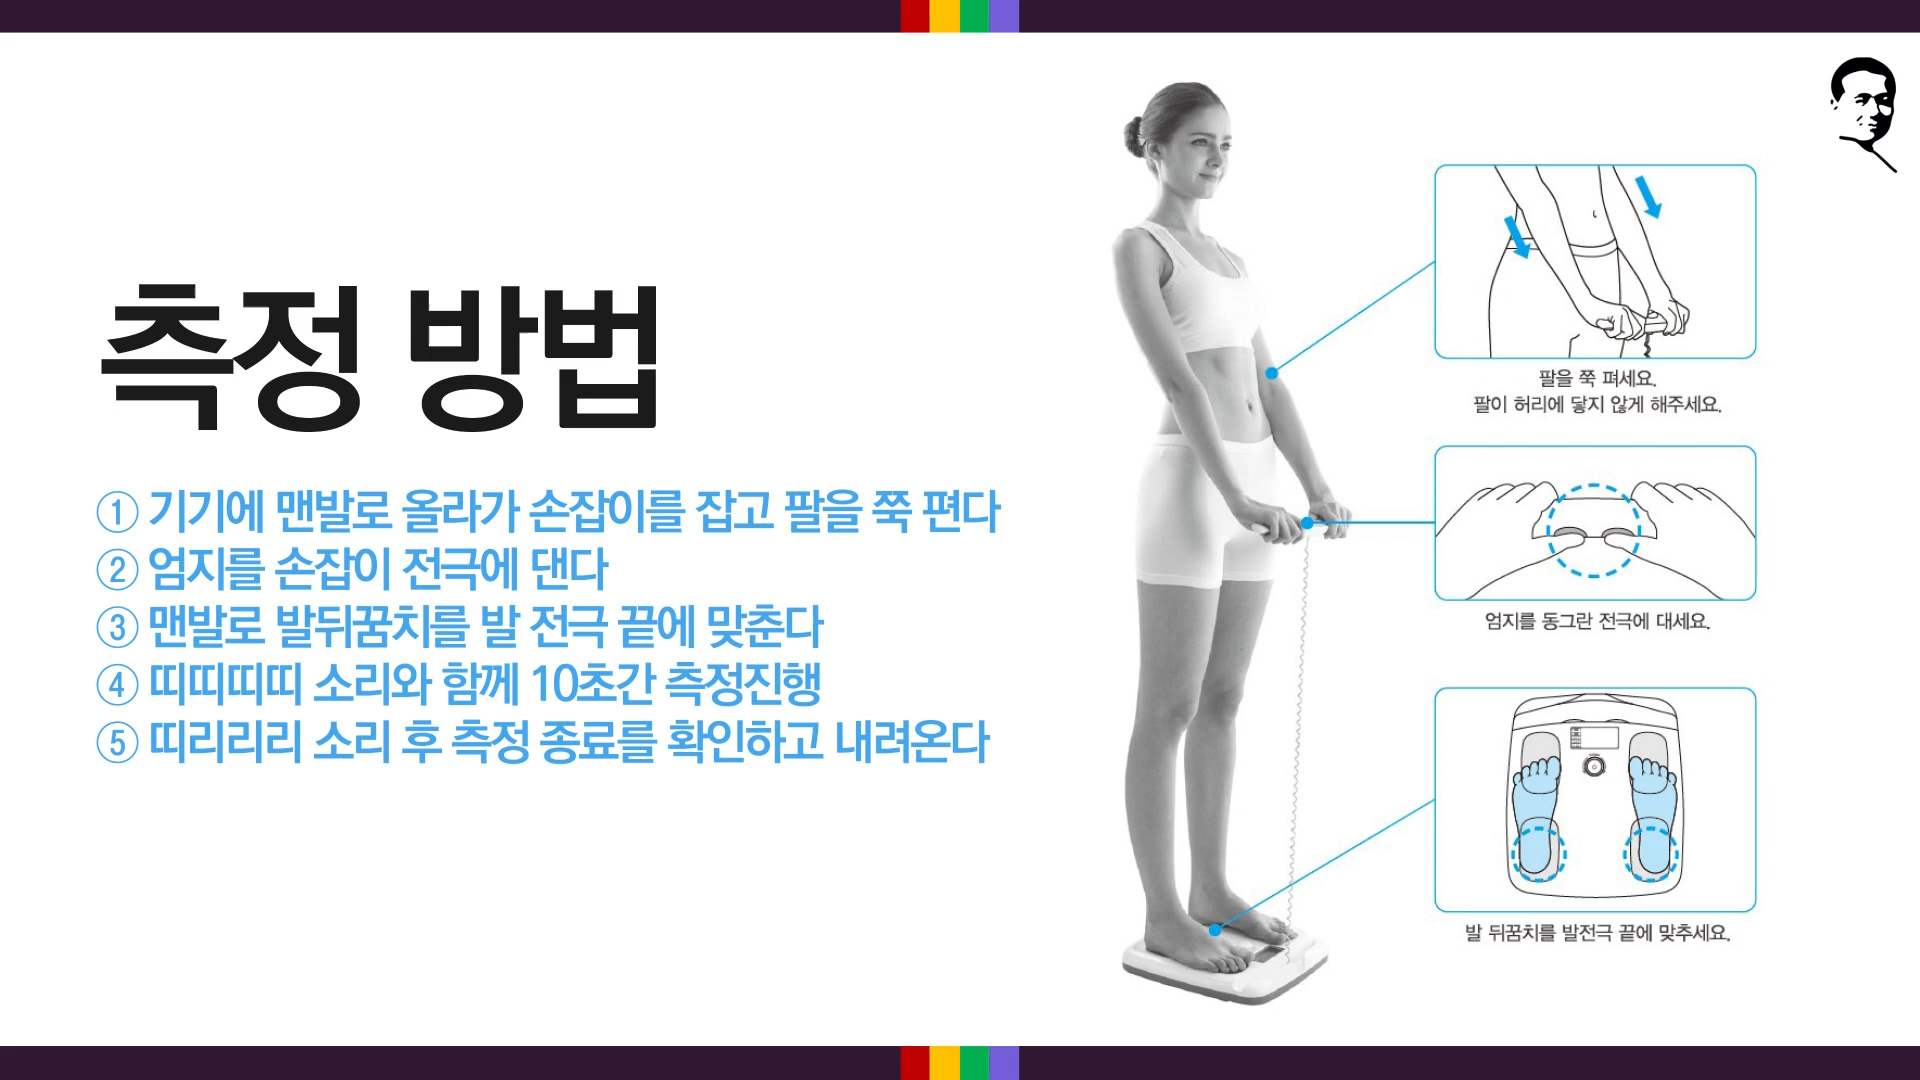 측정 방법
① 기기에 맨발로 올라가 손잡이를 잡고 팔을 쭉 편다
② 엄지를 손잡이 전극에 댄다
③ 맨발로 발뒤꿈치를 발 전극 끝에 맞춘다
④ 띠띠띠띠 소리와 함께 10초간 측정진행
⑤ 띠리리리 소리 후 측정 종료를 확인하고 내려온다
팔을 쭉 펴세요.
팔이 허리에 닿지 않게 해주세요.
엄지를 동그란 전극에 대세요.
발 뒤꿈치를 발전극 끝에 맞추세요.